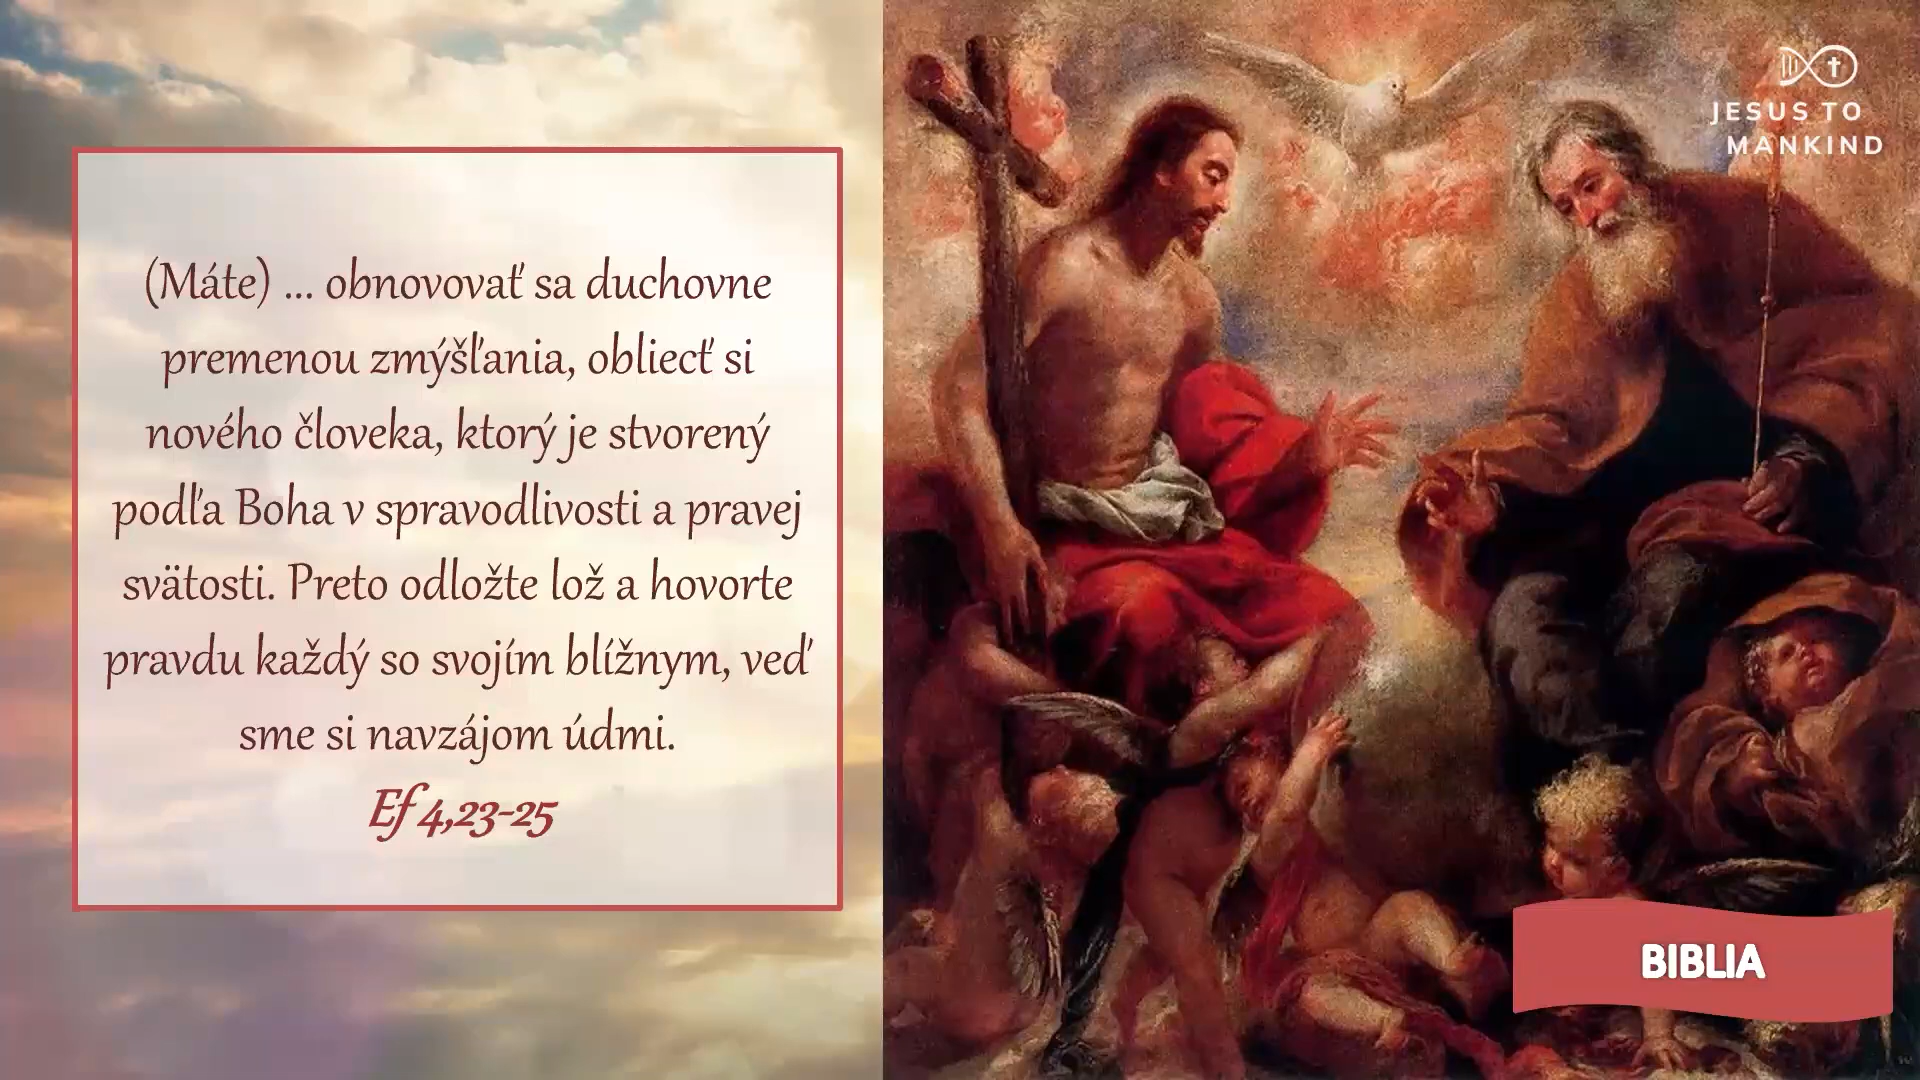 (Máte) ... obnovovať sa duchovne
premenou zmýšľania, obliecť si
nového človeka, ktorý je stvorený
podľa Boha v spravodlivosti a pravej
svätosti. Preto odložte lož a hovorte
pravdu každý so svojím blížnym, veď
sme si navzájom údmi.
Ef 4,23-25
JESUS TO
MANKIND
BIBLIA